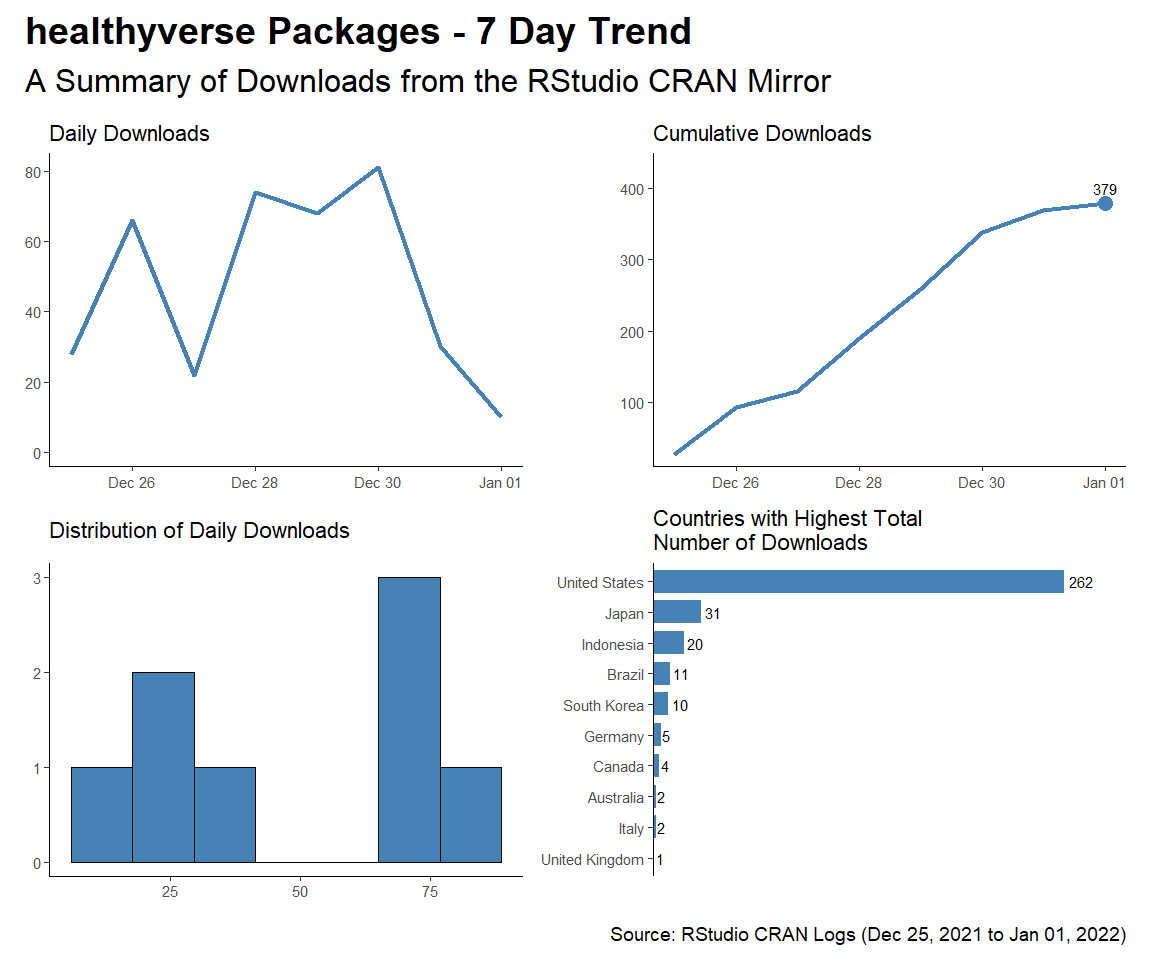 healthyverse Packages - 7 Day Trend
A Summary of Downloads from the RStudio CRAN Mirror
Daily Downloads
80
60
40
20
0
Dec 26 Dec 28 Dec 30 Jan 01
Cumulative Downloads
379
400
300
200
100
Dec 26 Dec 28 Dec 30 Jan 01
Distribution of Daily Downloads
3
2
1
0
25 50 75
Countries with Highest Total
Number of Downloads
United States 262
Japan 31
Indonesia 20
Brazil 11
South Korea 10
Germany 5
Canada 4
Australia 2
Italy 2
United Kingdom 1
Source: RStudio CRAN Logs (Dec 25, 2021 to Jan 01, 2022)